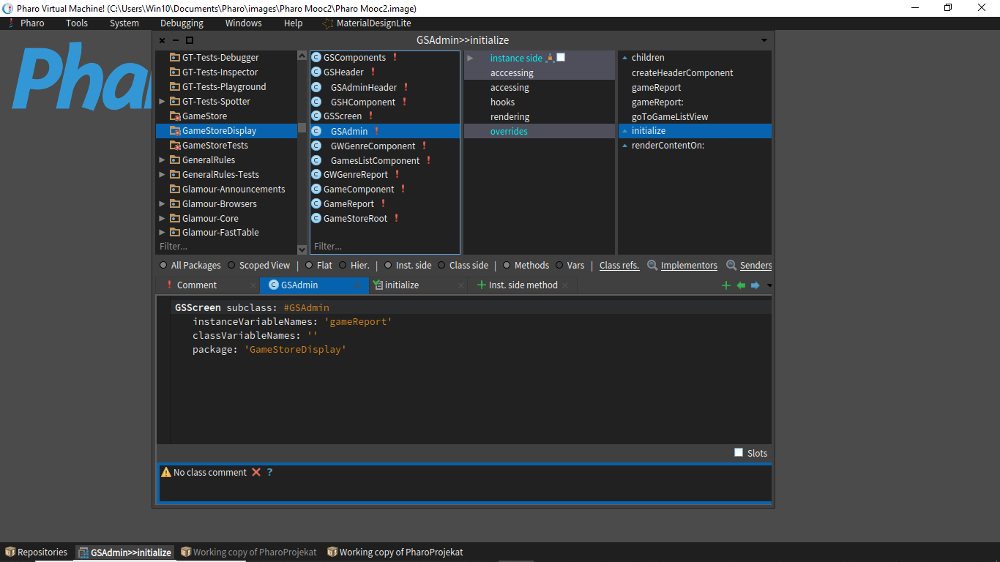 Pharo Virtual Machine! (C:\Users\Win10\Documents\Pharo\images\Pharo Mooc2\Pharo Mooc2.image)
Pharo Tools System Debugging Windows Help MaterialDesignLite
GSAdmin>>initialize
GT-Tests-Debugger
GT-Tests-Inspector
GT-Tests-Playground
GT-Tests-Spotter
GameStore
GameStoreDisplay
GameStoreTests
GeneralRules
GeneralRules-Tests
Glamour-Announcements
Glamour-Browsers
Glamour-Core
Glamour-FastTable
Filter...
GSComponents
GSHeader
GSAdminHeader
GSHComponent
GSScreen
GSAdmin
GWGenreComponent
GamesListComponent
GWGenreReport
GameComponent
GameReport
GameStoreRoot
Filter...
instance side
acccessing
accessing
hooks
rendering
overrides
children
createHeaderComponent
gameReport
gameReport:
goToGameListView
initialize
renderContentOn:
All Packages Scoped View | Flat Hier. | Inst. side Class side | Methods Vars | Class refs. Implementors Senders
Comment GSAdmin initialize Inst. side method
GSScreen subclass: #GSAdmin
instanceVariableNames: 'gameReport'
classVariableNames: ''
package: 'GameStoreDisplay'
Slots
No class comment ?
Repositories GSAdmin>>initialize Working copy of PharoProjekat Working copy of PharoProjekat